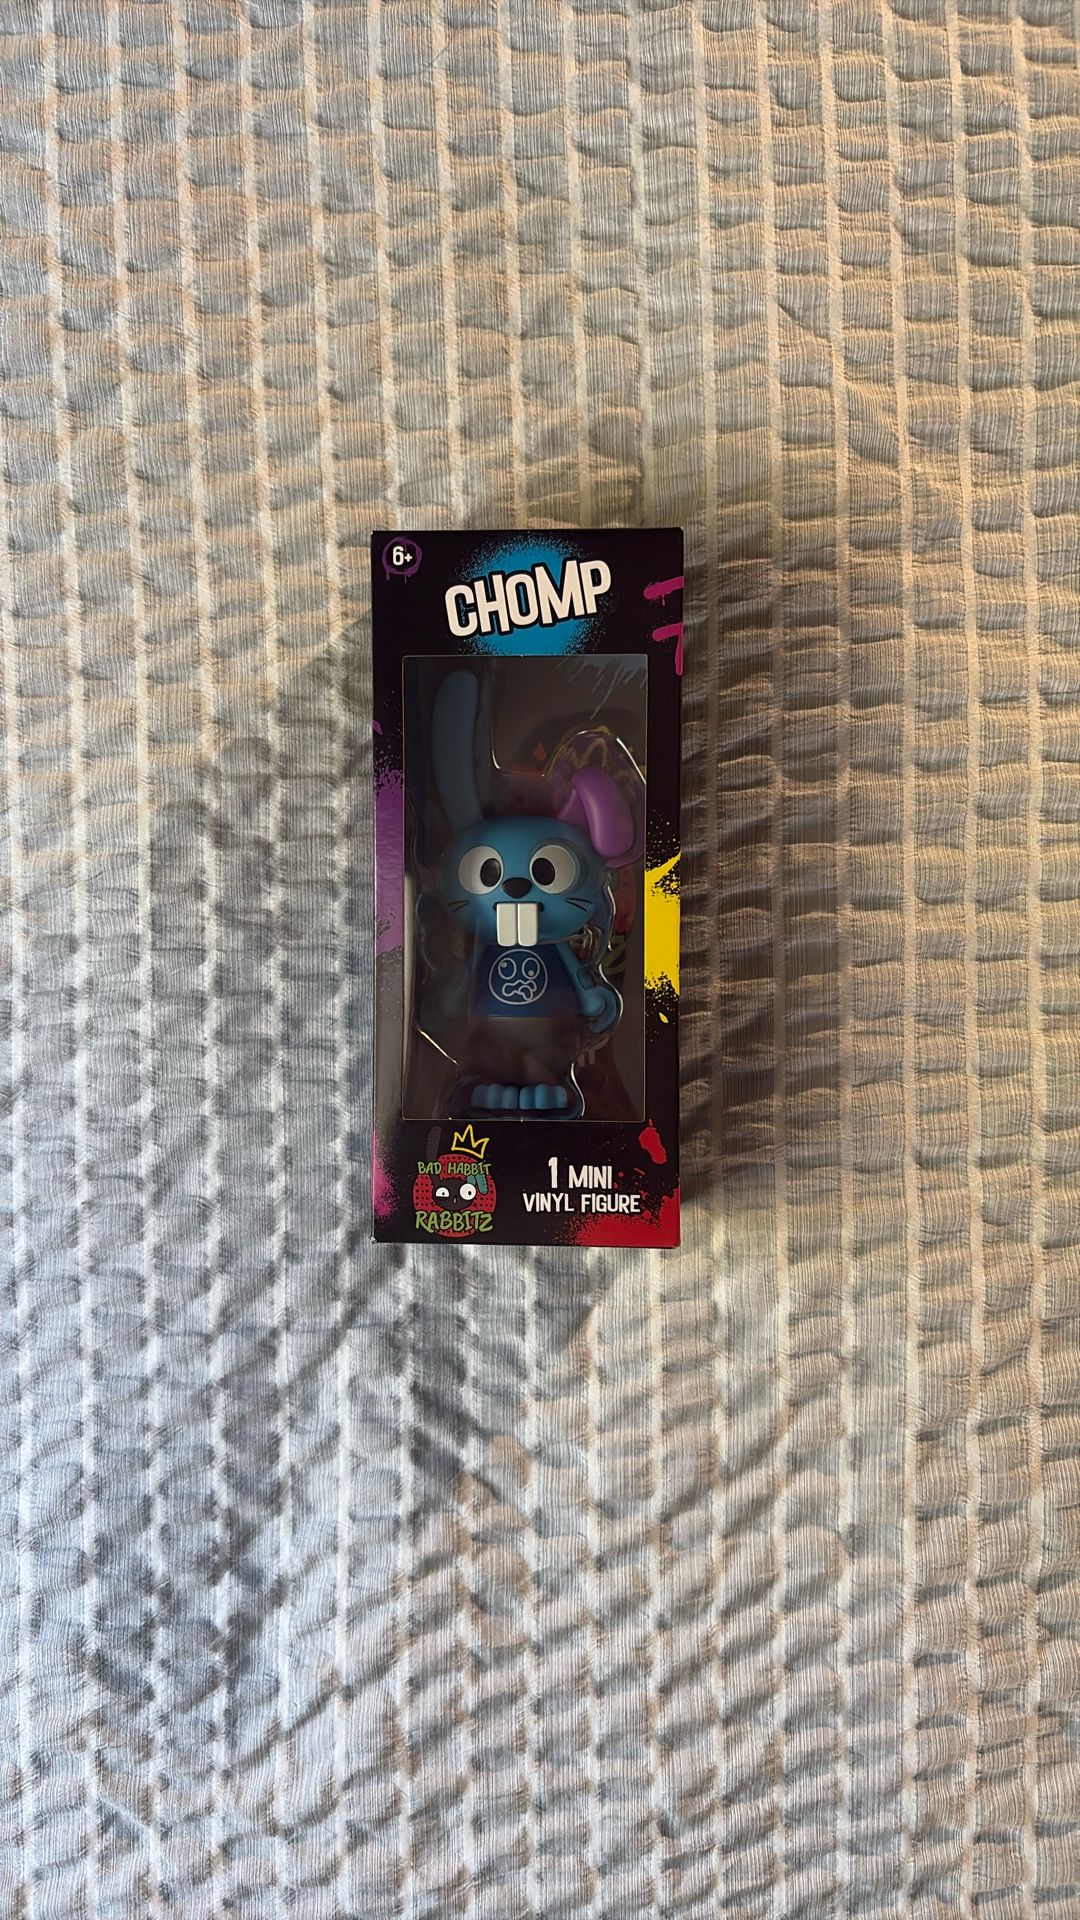 6+
CHOMP
BAD HABBIT
RABBITZ
1 MINI
VINYL FIGURE